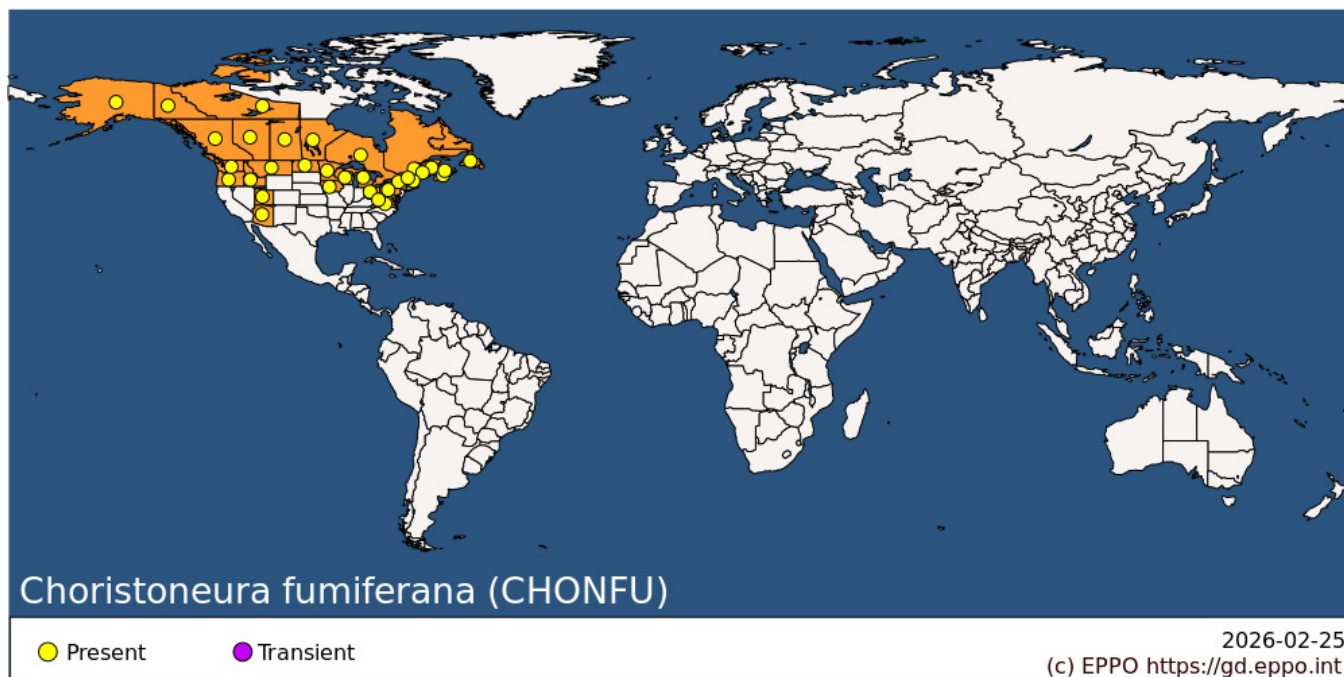 Choristoneura fumiferana (CHONFU)
Present
Transient
2026-02-25
(c) EPPO https://gd.eppo.int